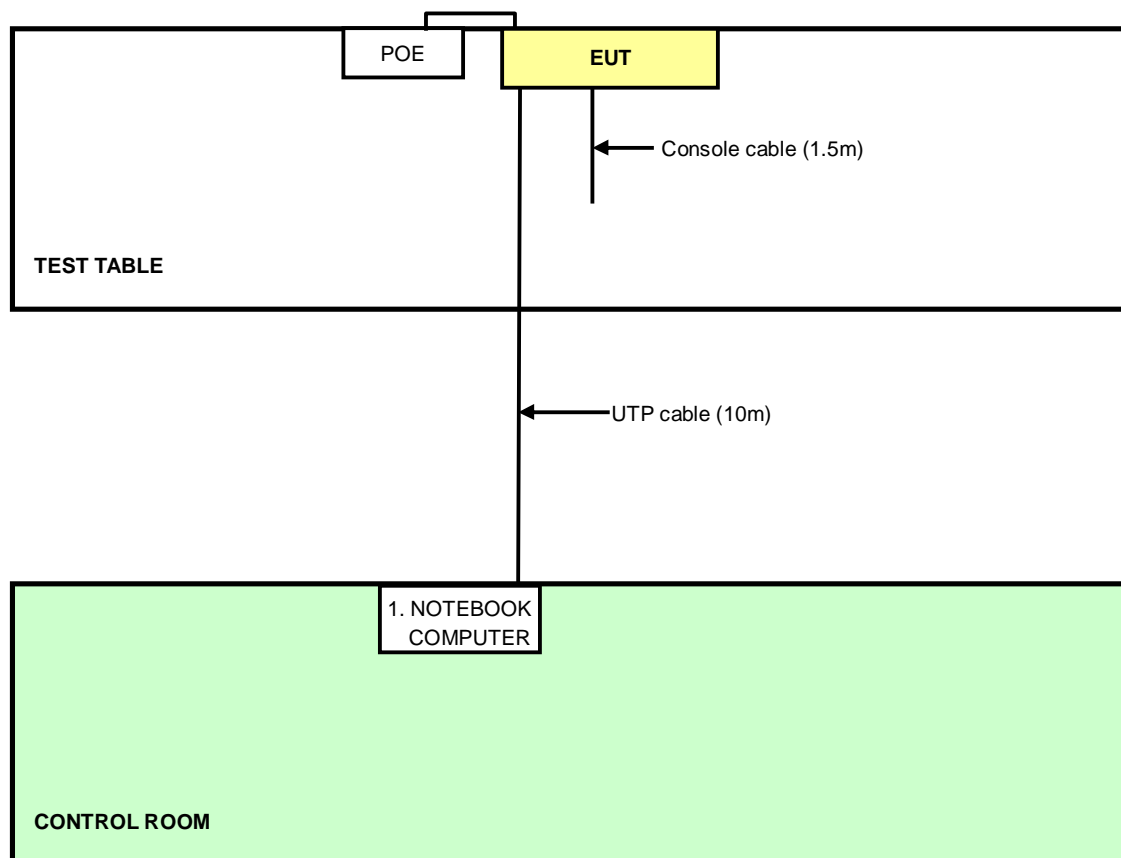 POE
EUT
Console cable (1.5m)
TEST TABLE
UTP cable (10m)
1. NOTEBOOK
COMPUTER
CONTROL ROOM